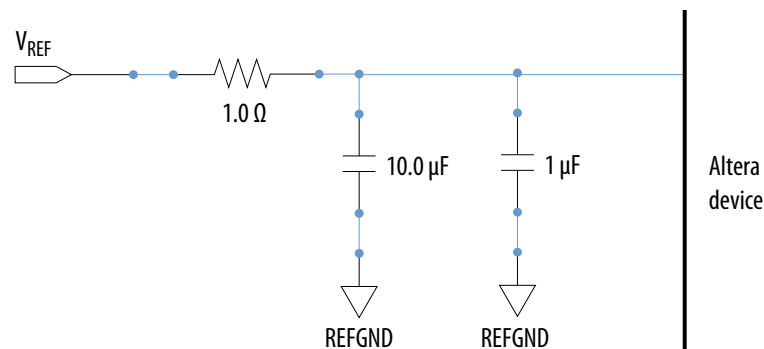 VREF
1.0 Ω
10.0 µF
1 µF
Altera
device
REFGND
REFGND